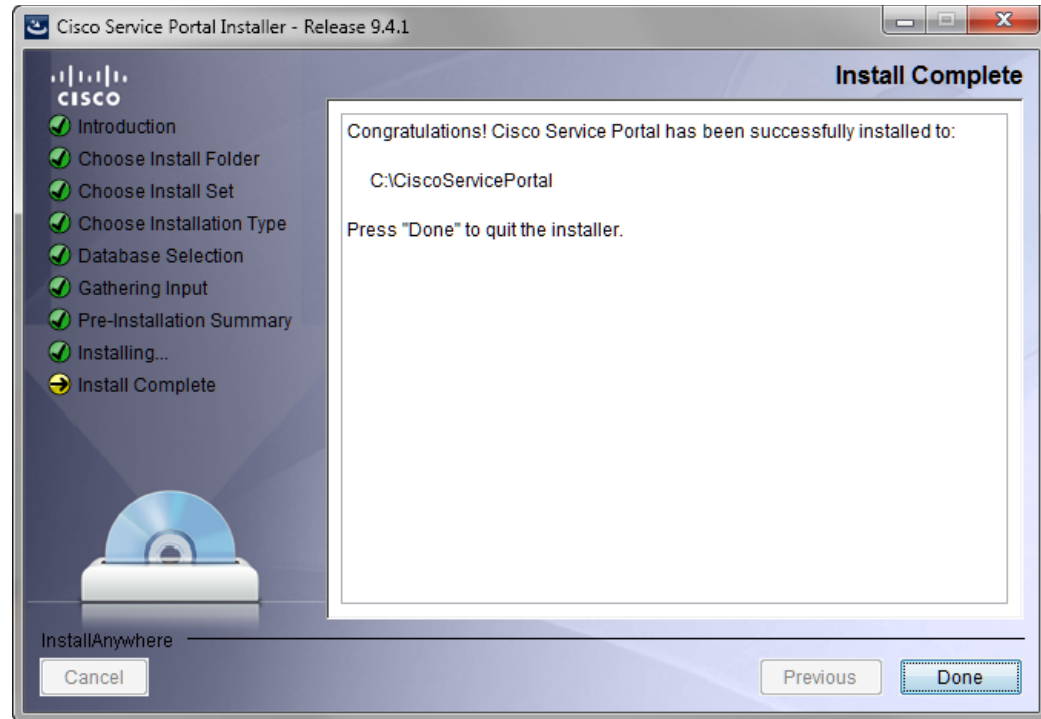 Cisco Service Portal Installer - Release 9.4.1
CISCO
Install Complete
Introduction
Choose Install Folder
Choose Install Set
Choose Installation Type
Database Selection
Gathering Input
Pre-Installation Summary
Installing...
Install Complete
Congratulations! Cisco Service Portal has been successfully installed to:
C:\CiscoServicePortal
Press "Done" to quit the installer.
InstallAnywhere
Cancel
Previous
Done